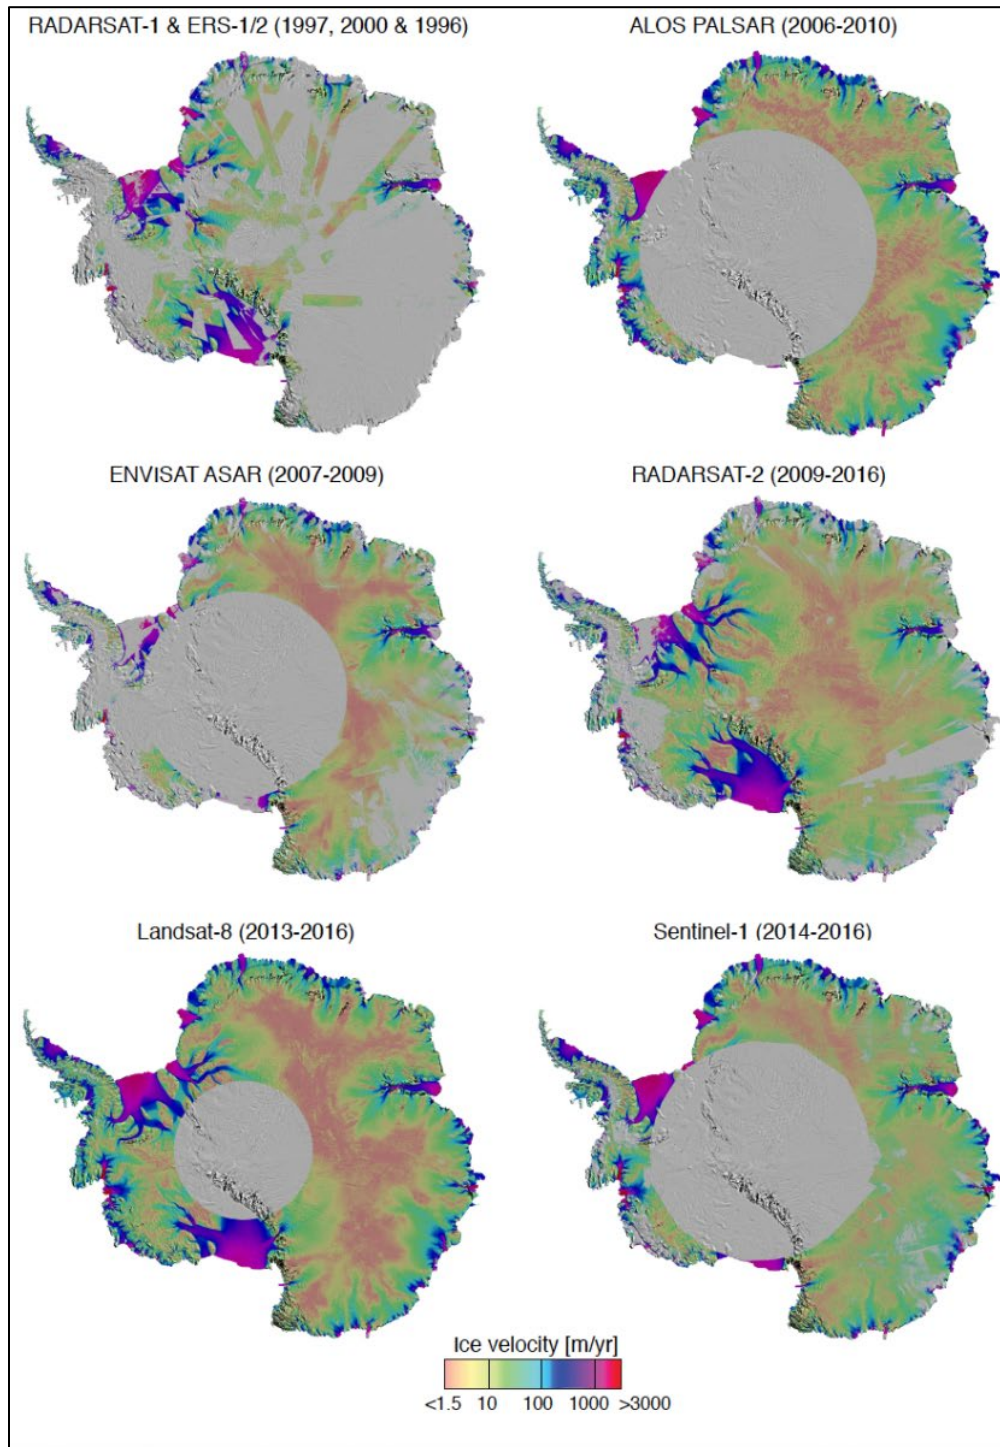 RADARSAT-1 & ERS-1/2 (1997, 2000 & 1996)
ALOS PALSAR (2006-2010)
ENVISAT ASAR (2007-2009)
RADARSAT-2 (2009-2016)
Landsat-8 (2013-2016)
Sentinel-1 (2014-2016)
Ice velocity [m/yr]
<1.5 10 100 1000 >3000